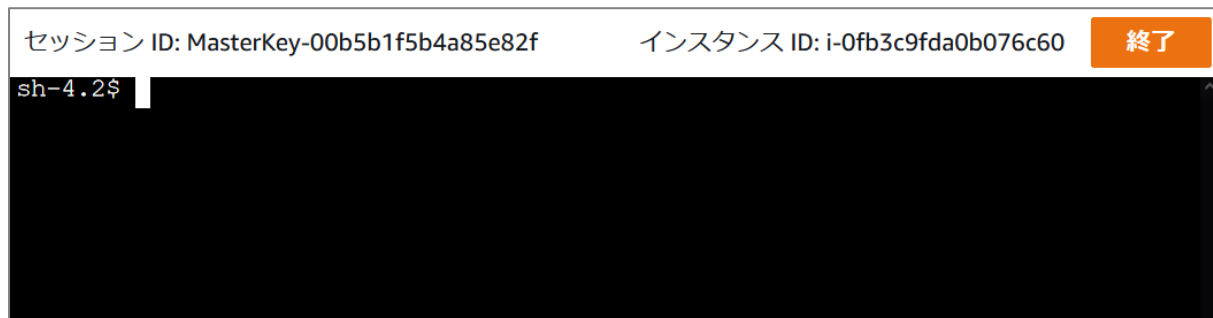 セッション ID: MasterKey-00b5b1f5b4a85e82f インスタンス ID: i-0fb3c9fda0b076c60 終了
sh-4.2$